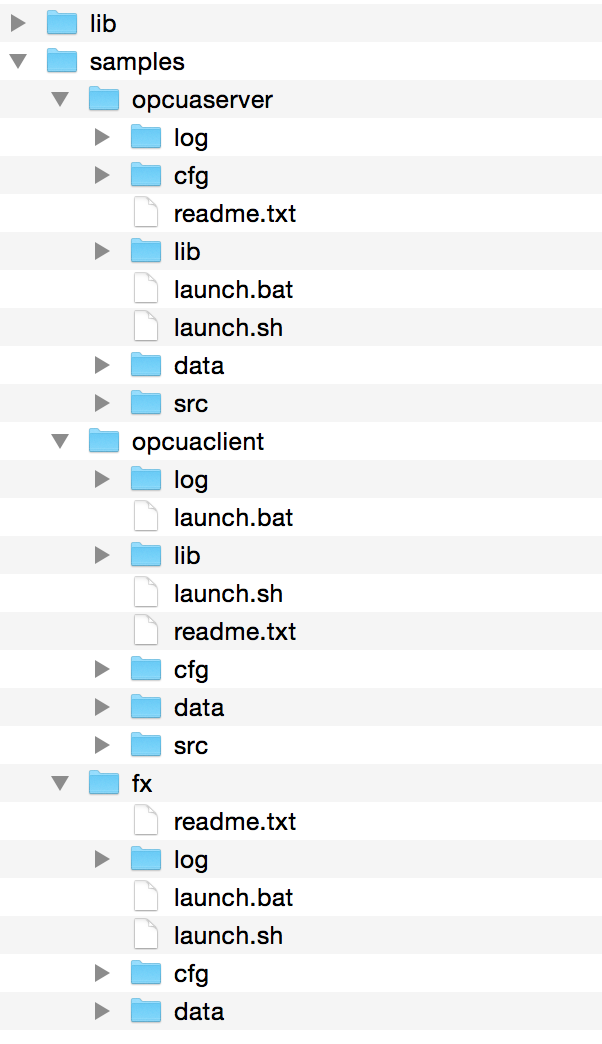 lib
samples
opcuaserver
log
cfg
readme.txt
lib
launch.bat
launch.sh
data
src
opcuaclient
log
launch.bat
lib
launch.sh
readme.txt
cfg
data
src
fx
readme.txt
log
launch.bat
launch.sh
cfg
data